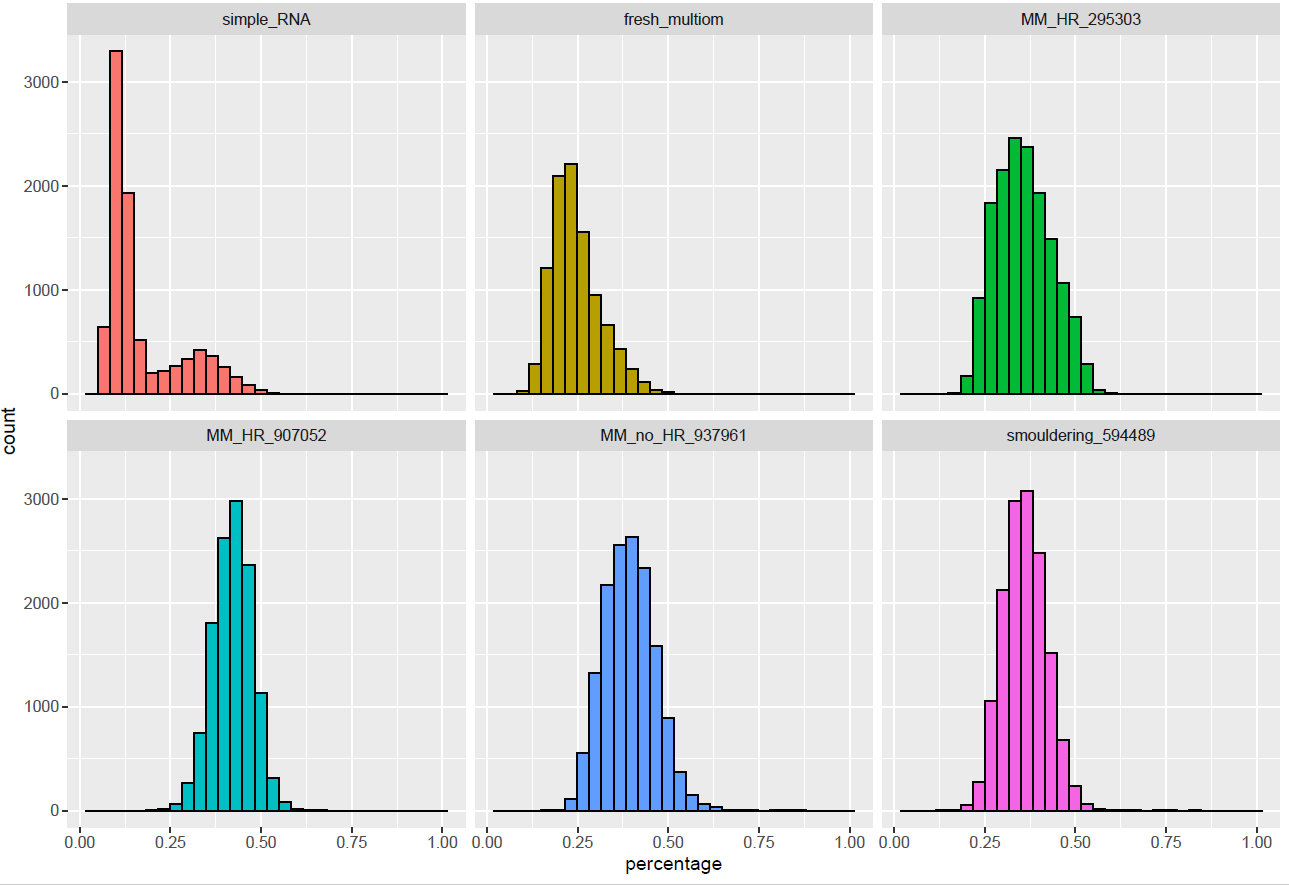 simple_RNA fresh_multiom MM_HR_295303
3000
2000
1000
0
count
MM_HR_907052 MM_no_HR_937961 smouldering_594489
3000
2000
1000
0
0.00 0.25 0.50 0.75 1.00 0.00 0.25 0.50 0.75 1.00 0.00 0.25 0.50 0.75 1.00
percentage